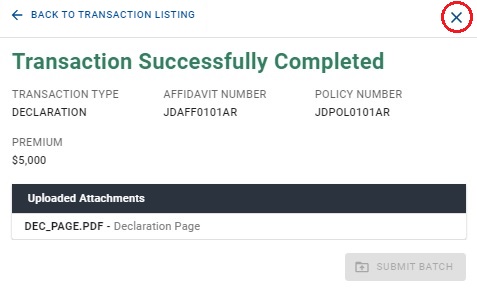 BACK TO TRANSACTION LISTING
Transaction Successfully Completed
TRANSACTION TYPE AFFIDAVIT NUMBER POLICY NUMBER
DECLARATION JDAFF0101AR JDPOL0101AR
PREMIUM
$5,000
Uploaded Attachments
DEC_PAGE.PDF - Declaration Page
SUBMIT BATCH